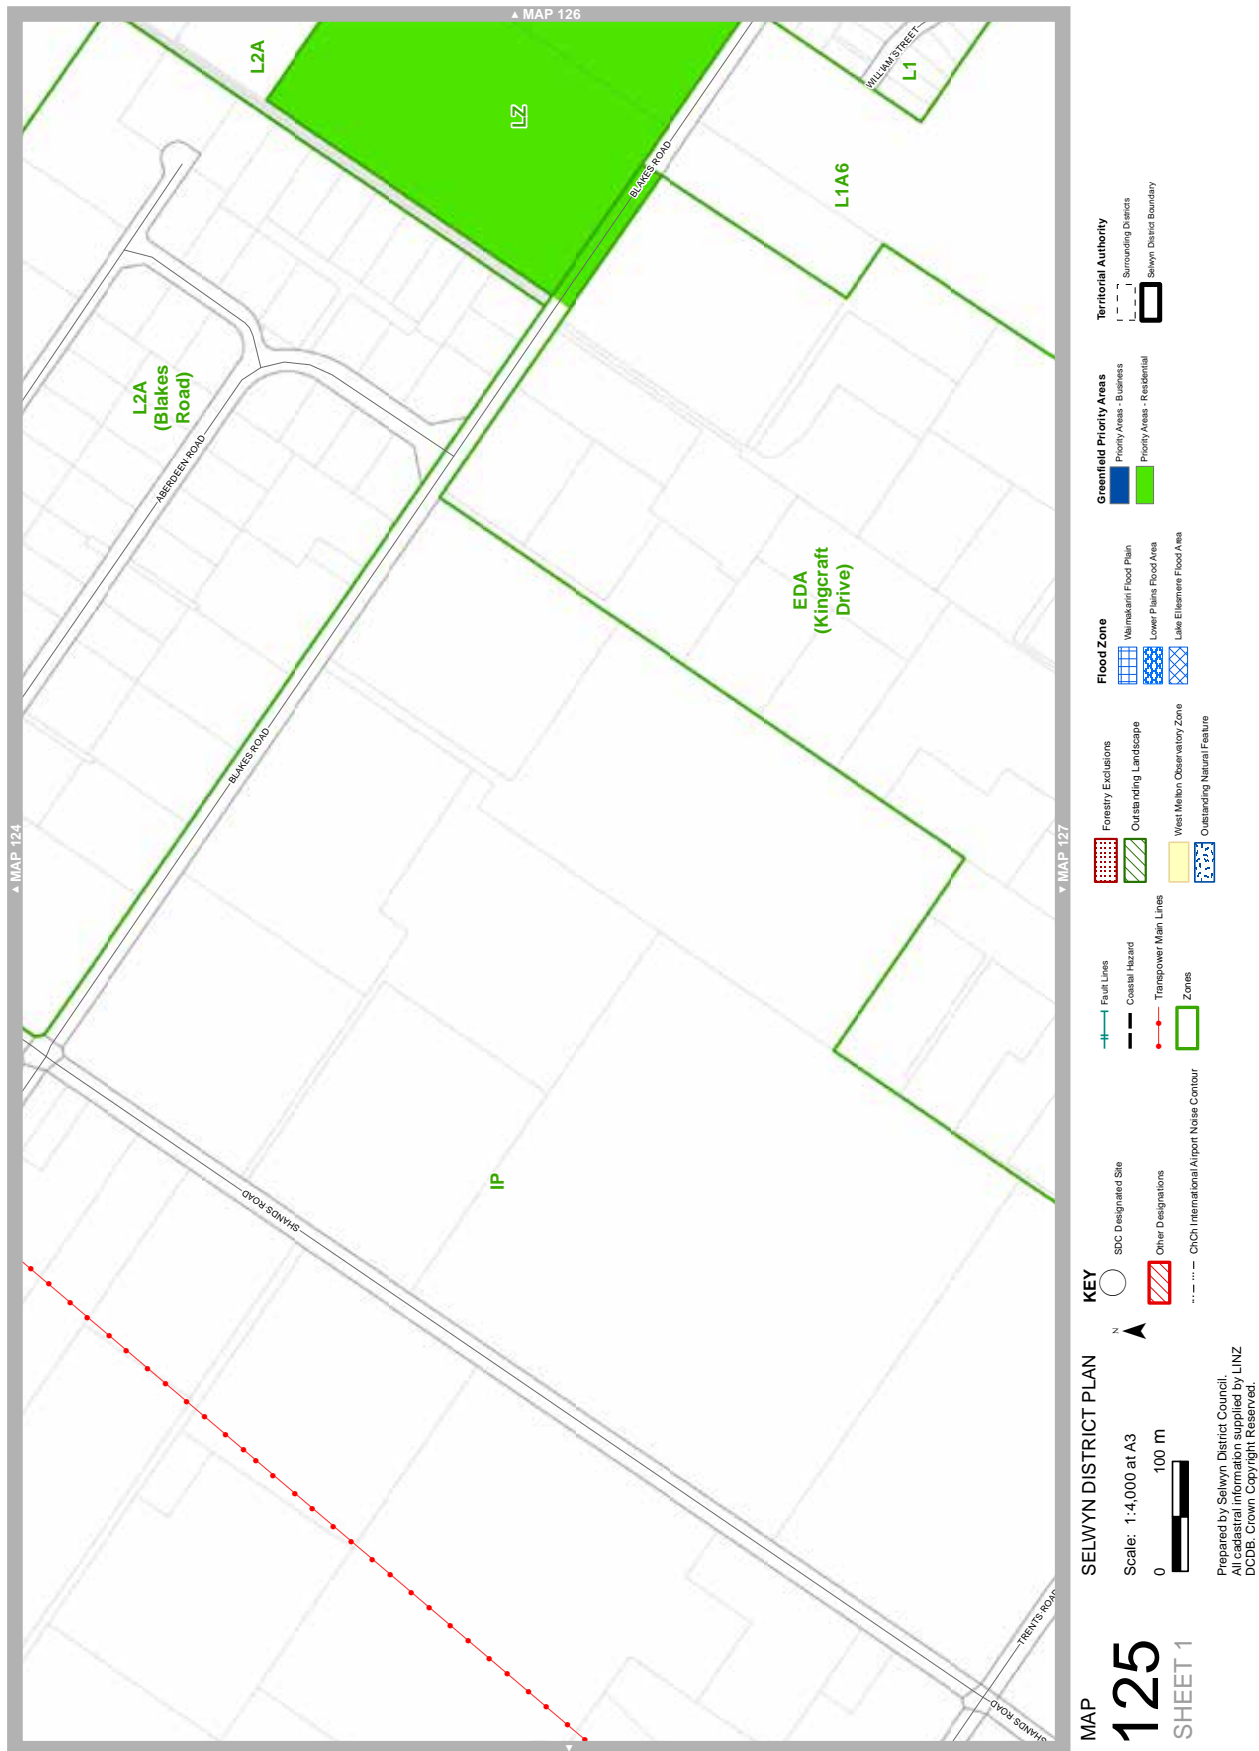 ▲ MAP 126
L2A
LZ
WILLIAM STREET
L1
BLAKES ROAD
L1A6
L2A
(Blakes
Road)
ABERDEEN ROAD
EDA
(Kingcraft
Drive)
BLAKES ROAD
▲ MAP 124
▼ MAP 127
IP
SHANDS ROAD
TRENTS ROAD
SHANDS ROAD
MAP
125
SHEET 1
SELWYN DISTRICT PLAN
Scale: 1:4,000 at A3
0 100 m
Prepared by Selwyn District Council.
All cadastral information supplied by LINZ
DCDB. Crown Copyright Reserved.
N
KEY
SDC Designated Site
Other Designations
ChCh International Airport Noise Contour
Fault Lines
Coastal Hazard
Transpower Main Lines
Zones
Forestry Exclusions
Outstanding Landscape
West Melton Observatory Zone
Outstanding Natural Feature
Flood Zone
Waimakariri Flood Plain
Lower Plains Flood Area
Lake Ellesmere Flood Area
Greenfield Priority Areas
Priority Areas - Business
Priority Areas - Residential
Territorial Authority
Surrounding Districts
Selwyn District Boundary